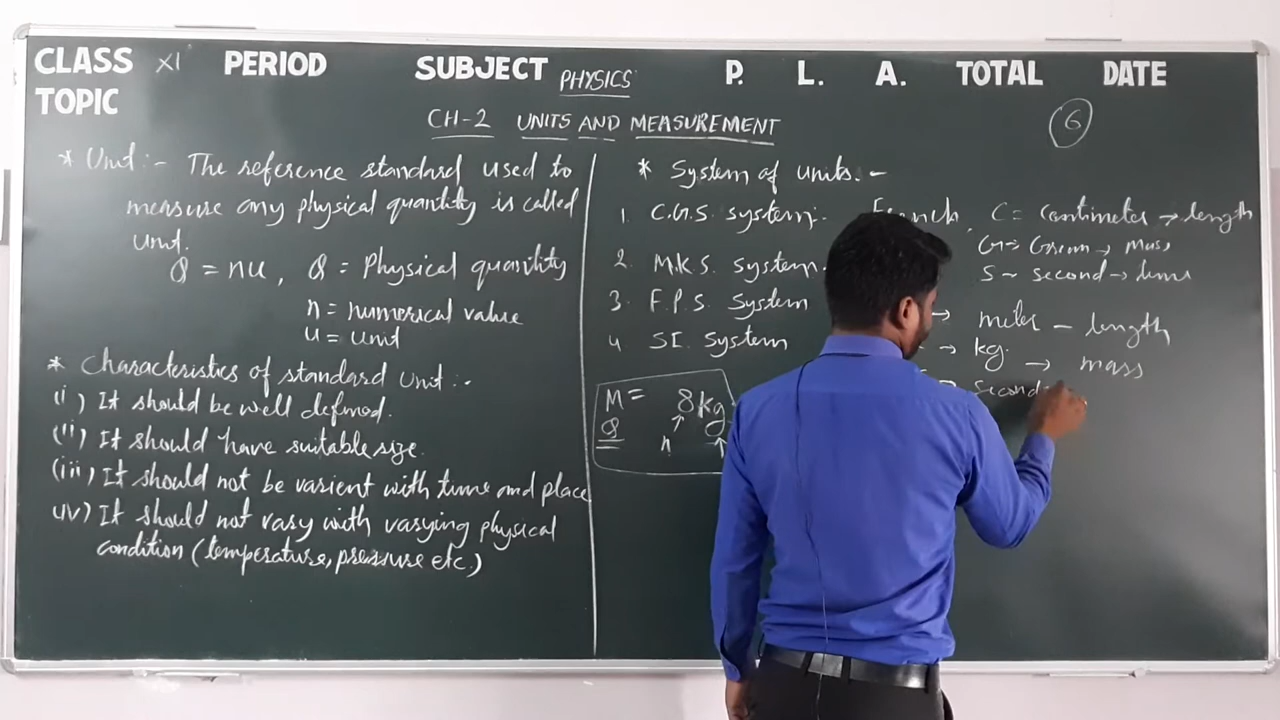 CLASS XI PERIOD SUBJECT PHYSICS P. L. A. TOTAL DATE
TOPIC
CH-2 UNITS AND MEASUREMENT
6
* Unit :- The reference standard used to
measure any physical quantity is called
Unit.
Q = nu, Q = Physical quantity
n = numerical value
u = unit
* Characteristics of standard Unit :-
(i) It should be well defined.
(ii) It should have suitable size.
(iii) It should not be varient with time and place
(iv) It should not vary with varying physical
condition (temperature, pressure etc.)
* System of units. -
1. C.G.S. System:- French, C = Centimeter → length
G → Gram → Mass
S ~ second → time
2. M.K.S. System.
3. F.P.S. System
→ meter - length
4 SI. System
→ kg. → mass
→ second
M = 8kg
Q n